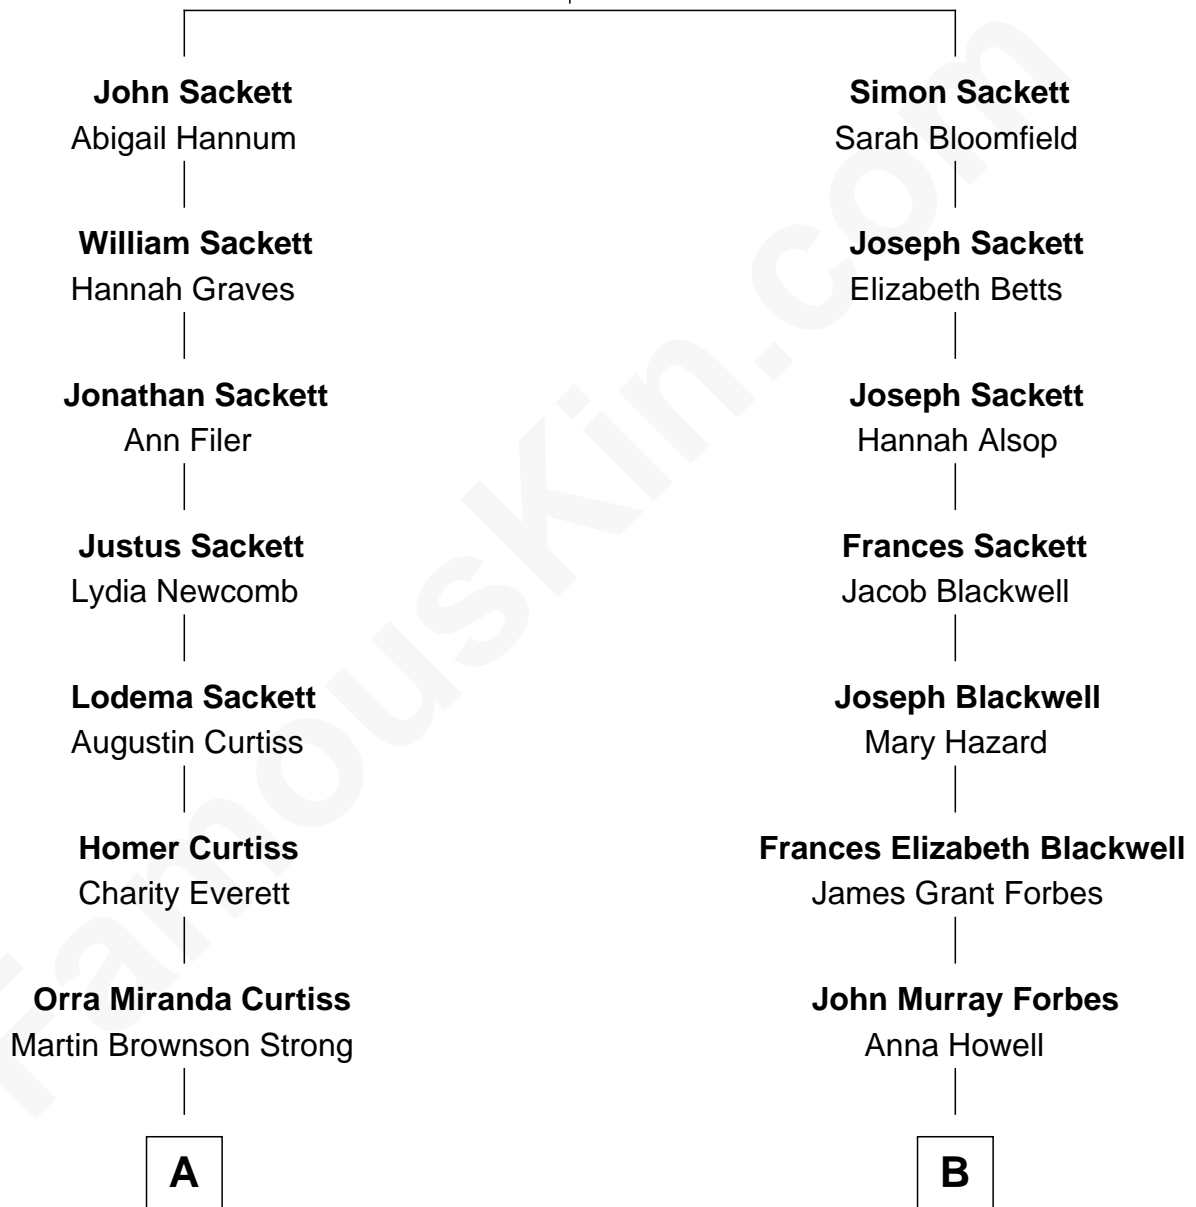 John Sackett
Abigail Hannum
William Sackett
Hannah Graves
Jonathan Sackett
Ann Filer
Justus Sackett
Lydia Newcomb
Lodema Sackett
Augustin Curtiss
Homer Curtiss
Charity Everett
Orra Miranda Curtiss
Martin Brownson Strong
A
Simon Sackett
Sarah Bloomfield
Joseph Sackett
Elizabeth Betts
Joseph Sackett
Hannah Alsop
Frances Sackett
Jacob Blackwell
Joseph Blackwell
Mary Hazard
Frances Elizabeth Blackwell
James Grant Forbes
John Murray Forbes
Anna Howell
B
FamousKin.com